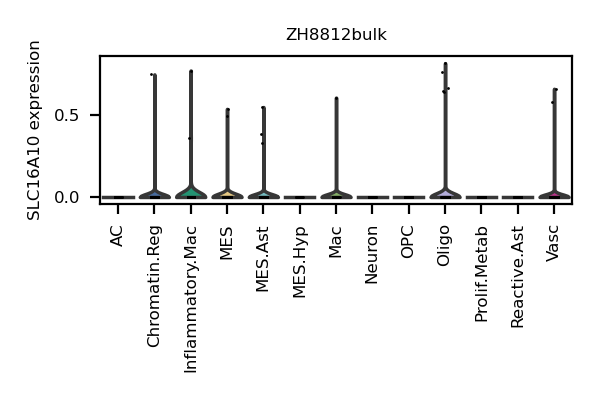 ZH8812bulk
SLC16A10 expression
0.5
0.0
AC
Chromatin.Reg
Inflammatory.Mac
MES
MES.Ast
MES.Hyp
Mac
Neuron
OPC
Oligo
Prolif.Metab
Reactive.Ast
Vasc